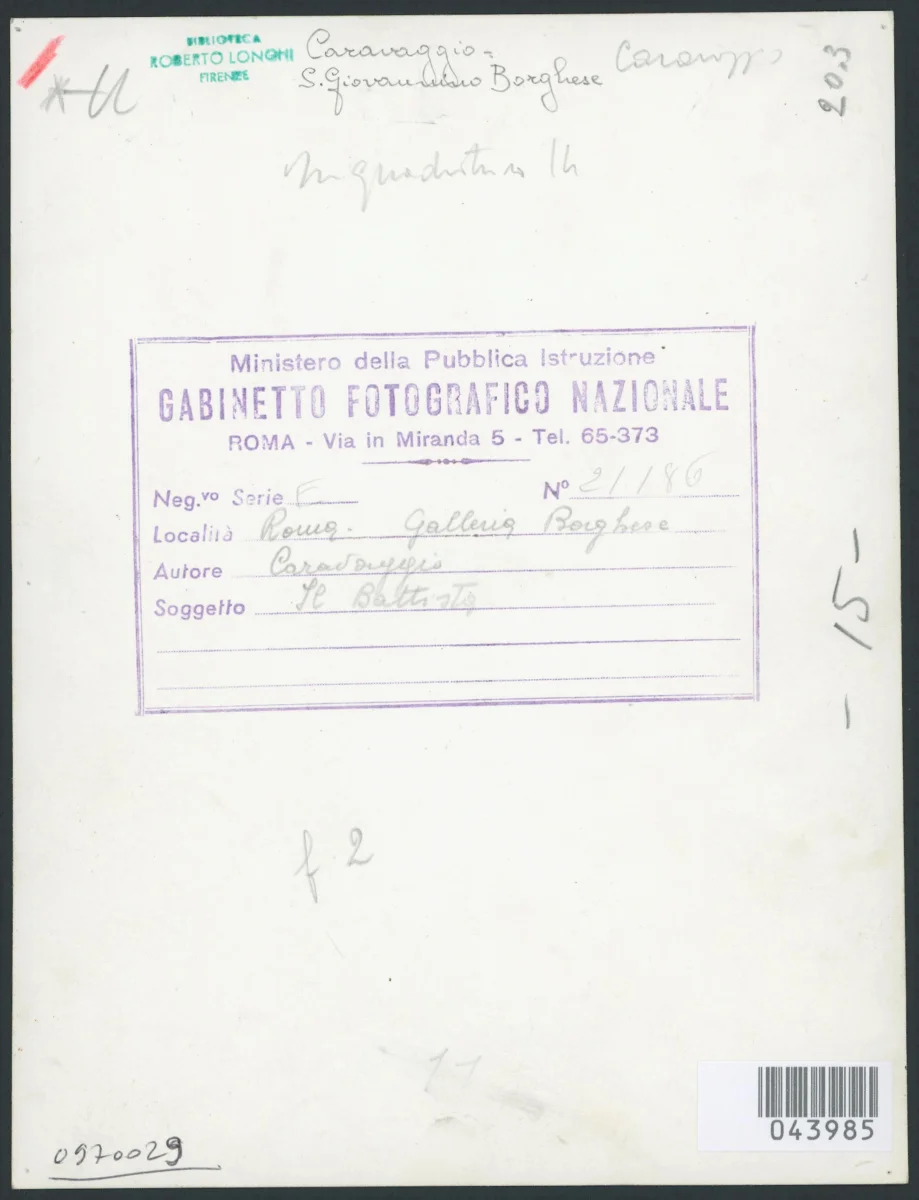 BIBLIOTECA
ROBERTO LONGHI
FIRENZE
Caravaggio =
S. Giovannino Borghese
Caravaggio
203
Ministero della Pubblica Istruzione
GABINETTO FOTOGRAFICO NAZIONALE
ROMA - Via in Miranda 5 - Tel. 65-373
Neg.vo Serie E Nº 21186
Località Roma - Galleria Borghese
Autore Caravaggio
Soggetto Il Battista
- 15 -
f 2
11
0970029
043985